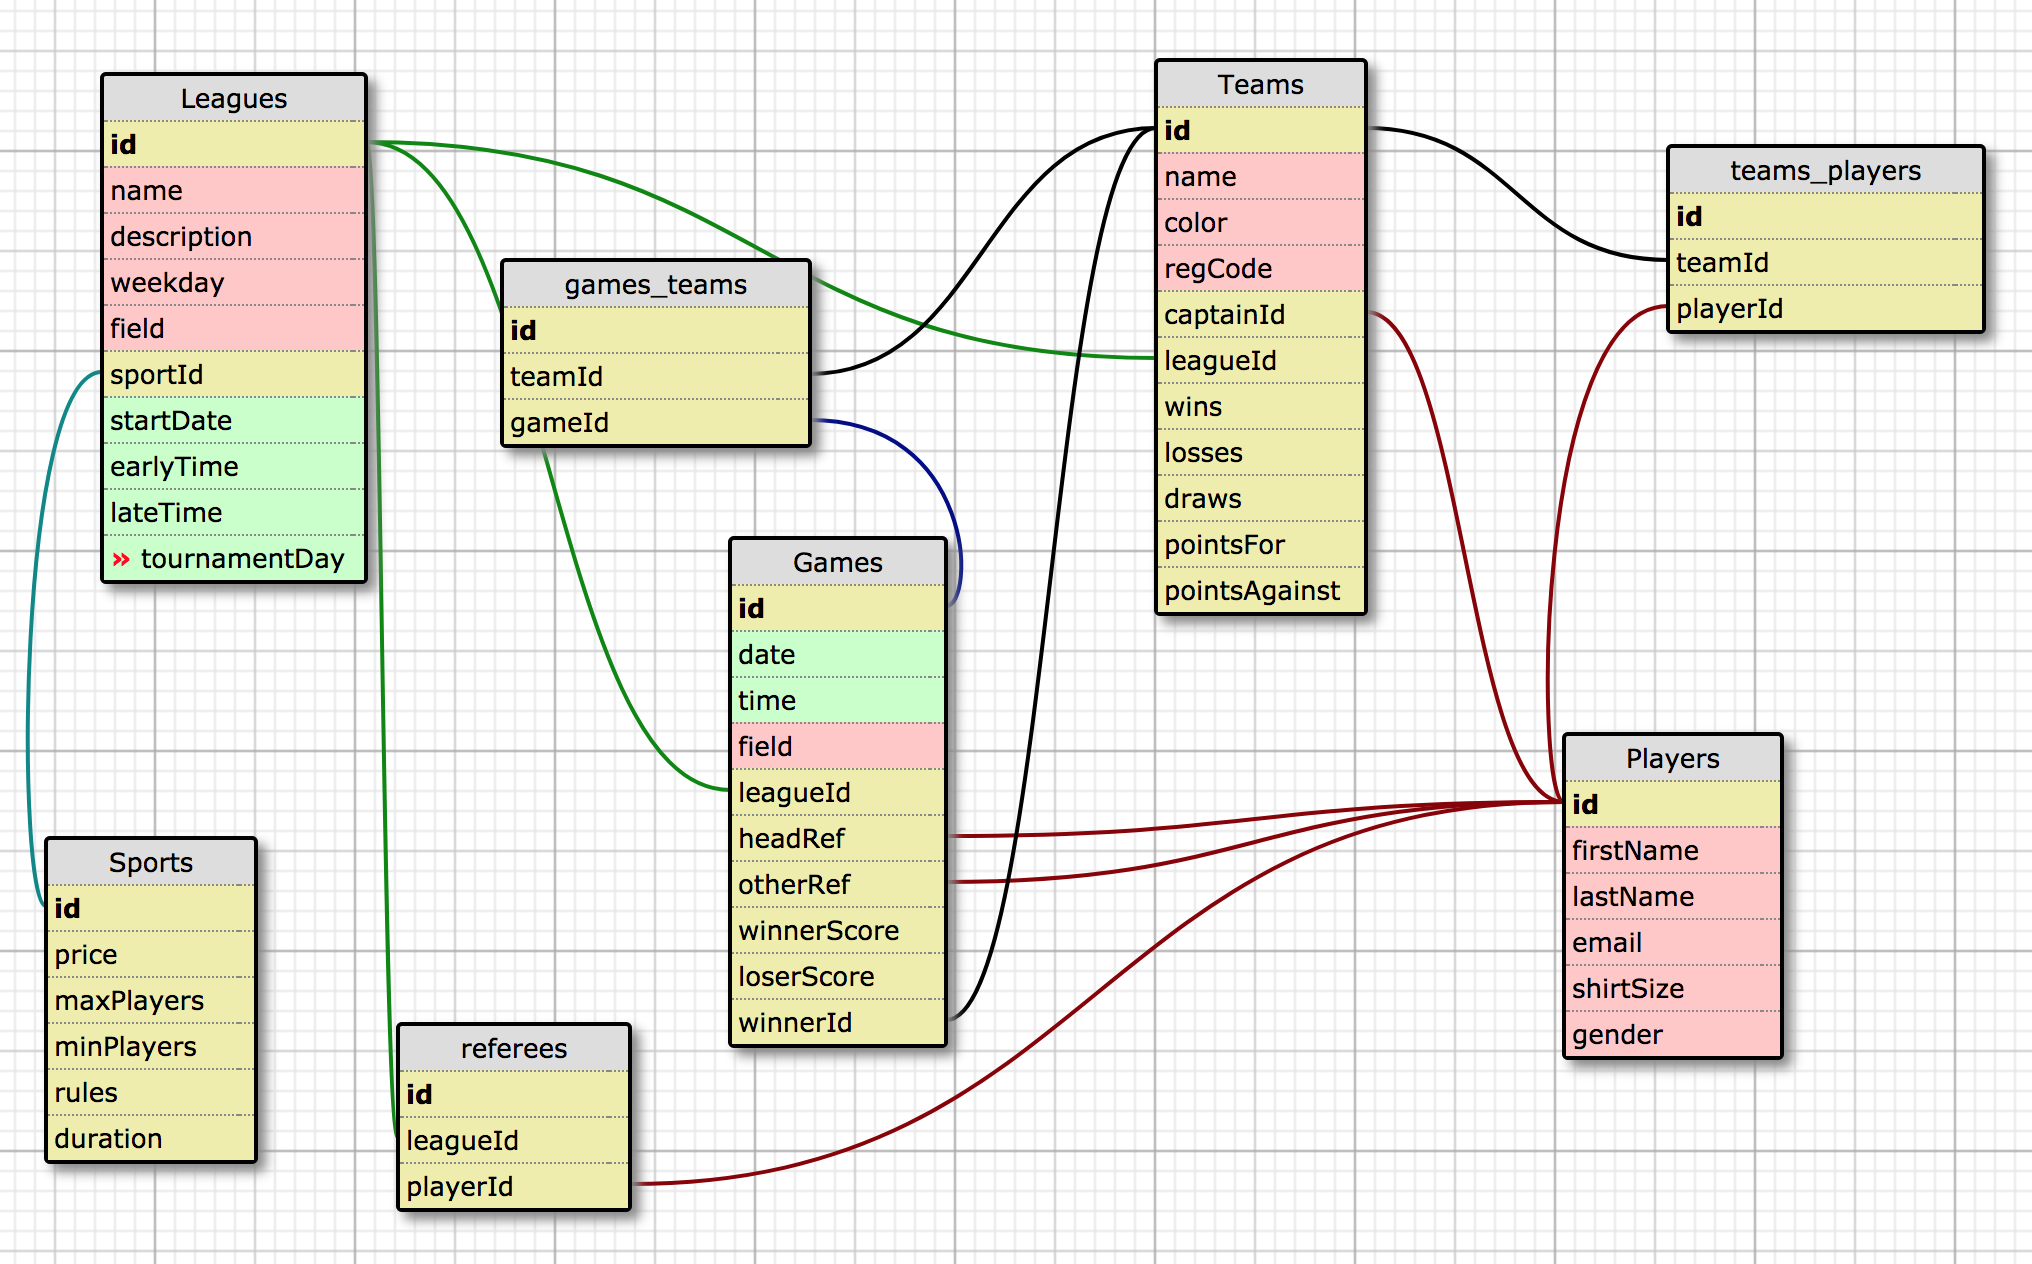 Leagues
id
name
description
weekday
field
sportId
startDate
earlyTime
lateTime
» tournamentDay
games_teams
id
teamId
gameId
Teams
id
name
color
regCode
captainId
leagueId
wins
losses
draws
pointsFor
pointsAgainst
teams_players
id
teamId
playerId
Games
id
date
time
field
leagueId
headRef
otherRef
winnerScore
loserScore
winnerId
Players
id
firstName
lastName
email
shirtSize
gender
Sports
id
price
maxPlayers
minPlayers
rules
duration
referees
id
leagueId
playerId